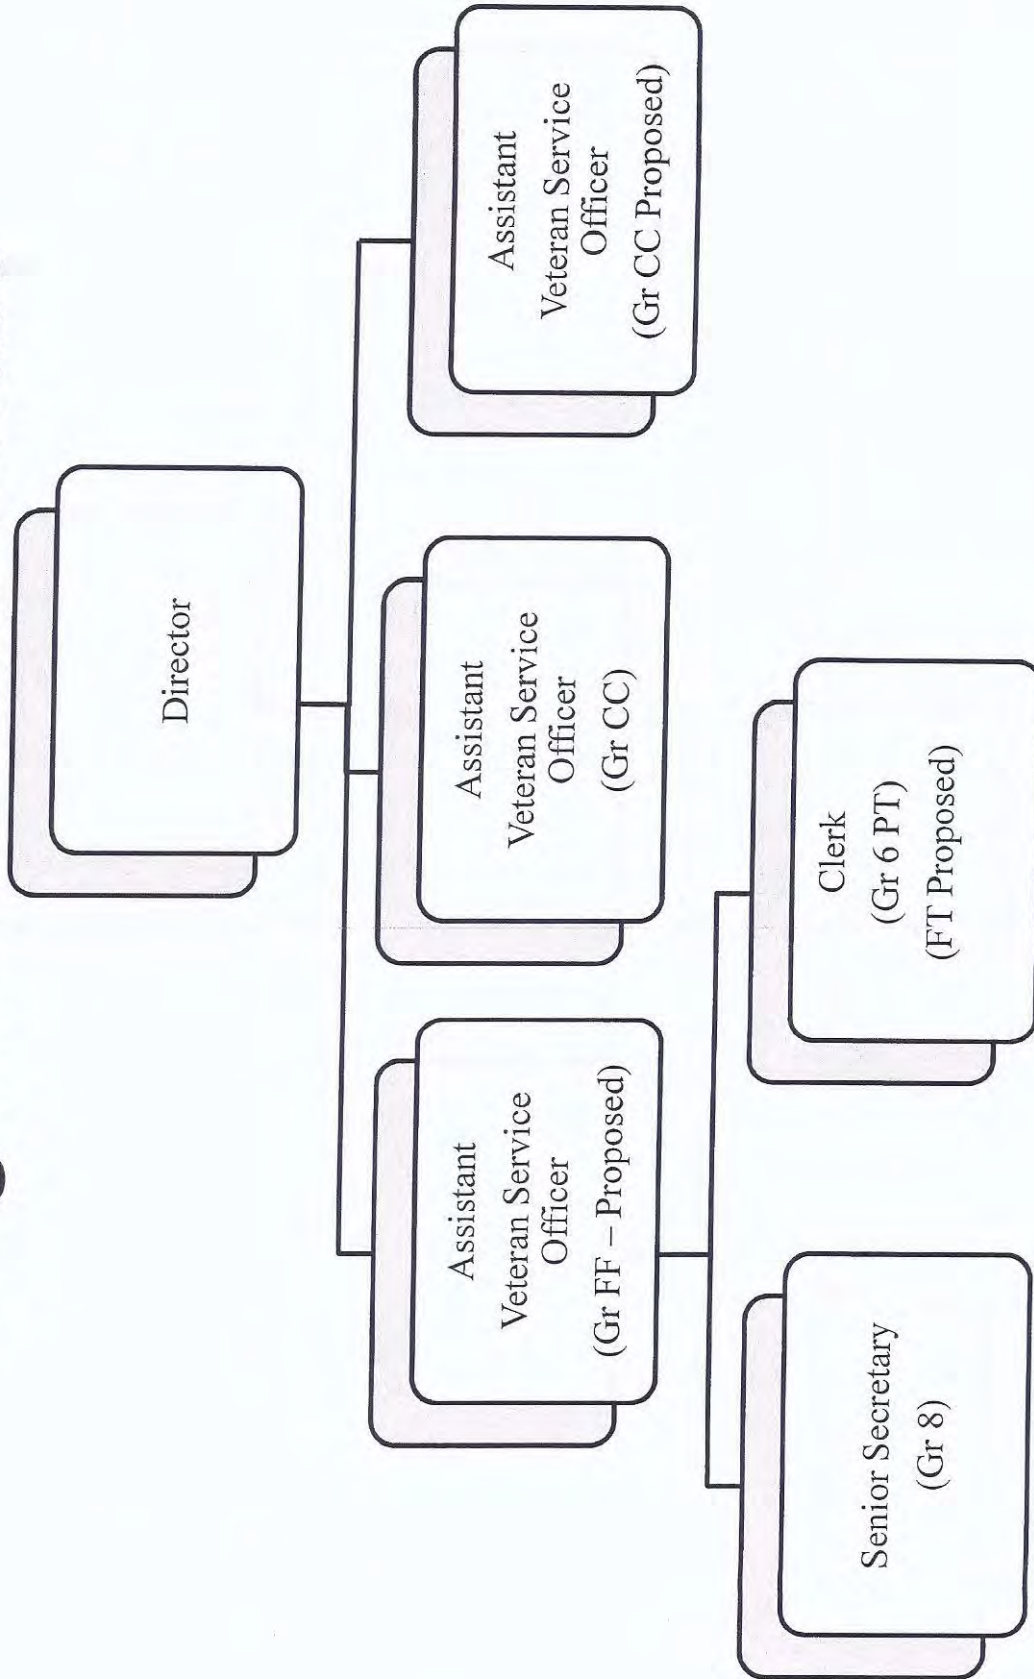 Director
Assistant
Veteran Service
Officer
(Gr FF – Proposed)
Assistant
Veteran Service
Officer
(Gr CC)
Assistant
Veteran Service
Officer
(Gr CC Proposed)
Senior Secretary
(Gr 8)
Clerk
(Gr 6 PT)
(FT Proposed)